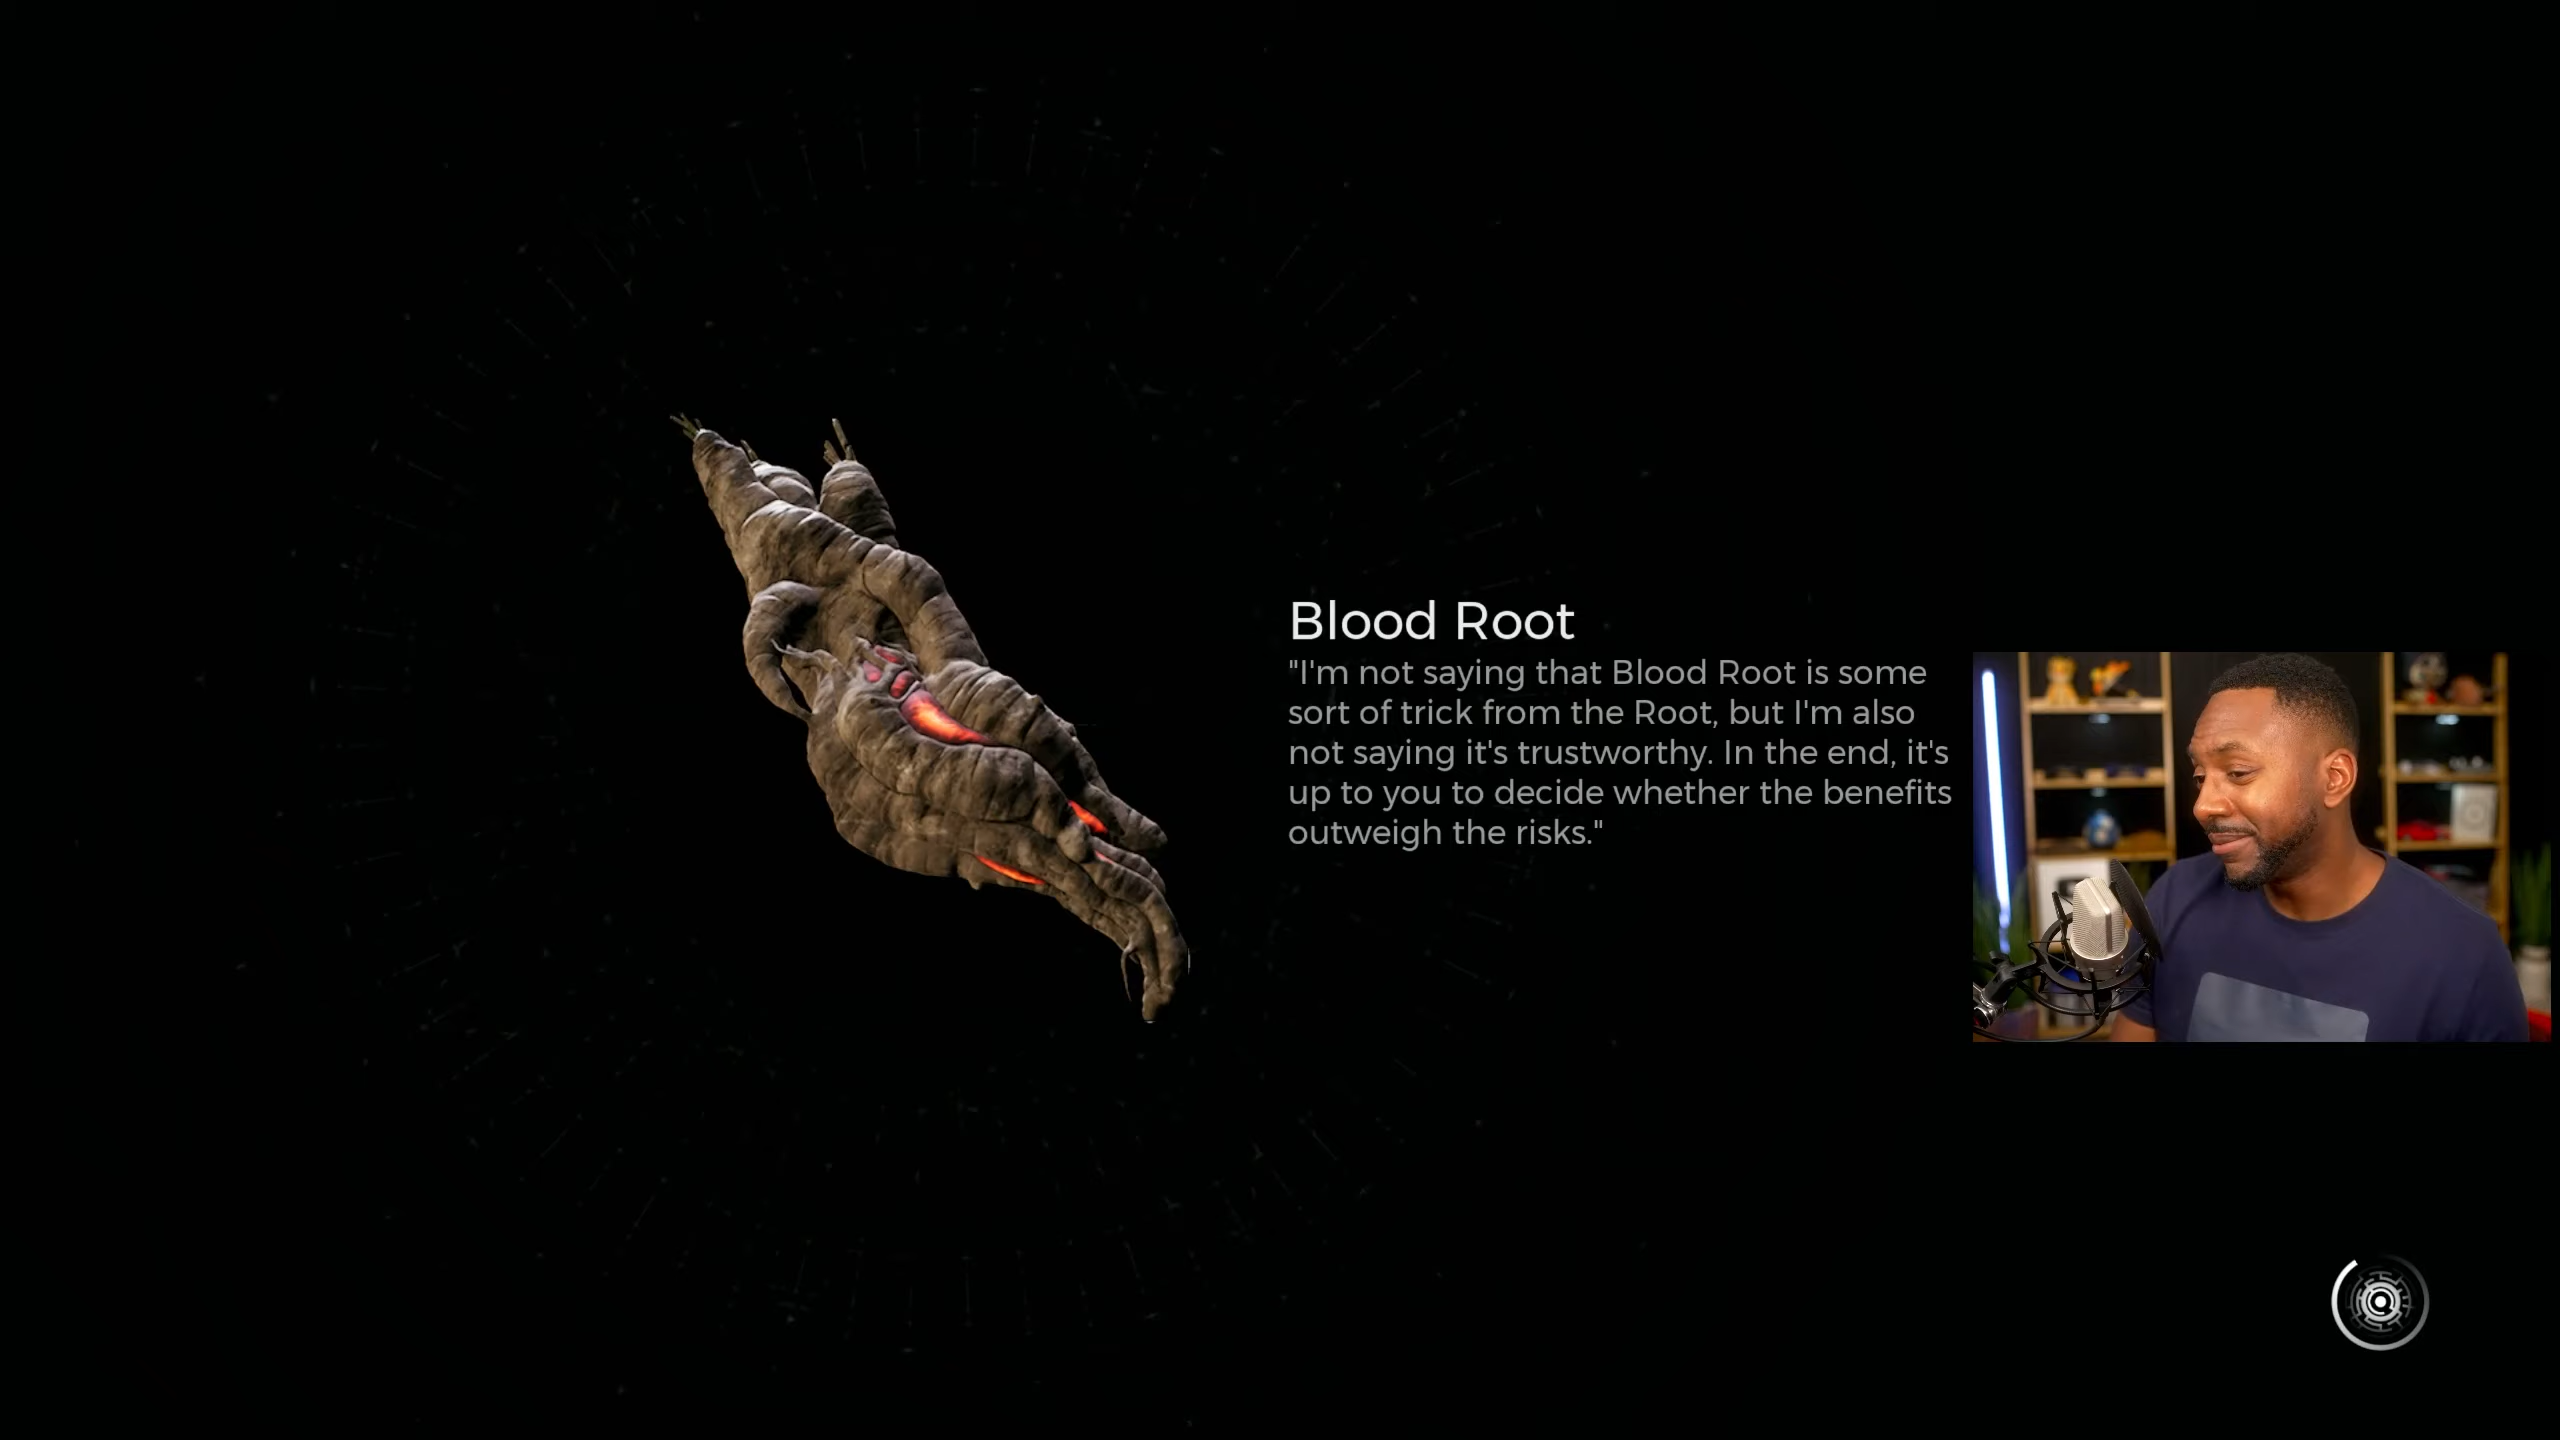 Blood Root
"I'm not saying that Blood Root is some
sort of trick from the Root, but I'm also
not saying it's trustworthy. In the end, it's
up to you to decide whether the benefits
outweigh the risks."